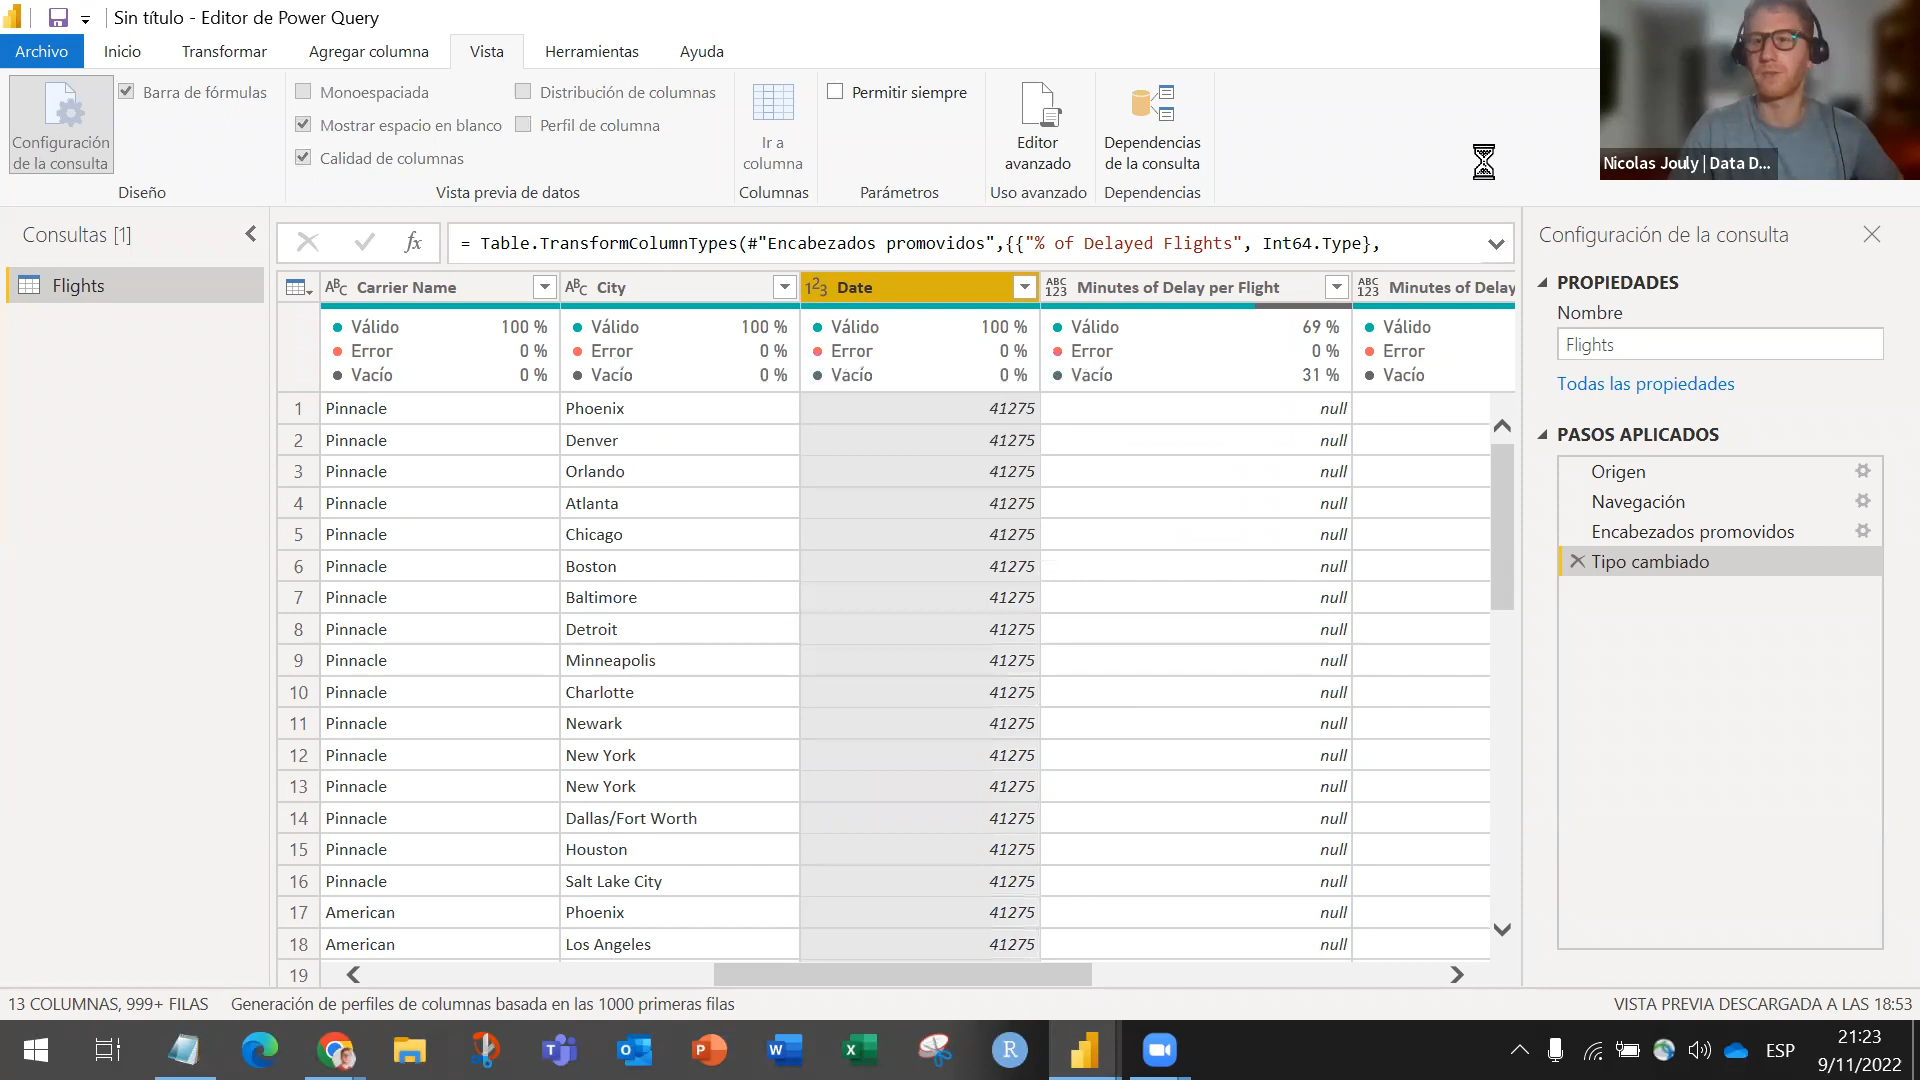 Sin título - Editor de Power Query
Archivo Inicio Transformar Agregar columna Vista Herramientas Ayuda
Configuración de la consulta
Barra de fórmulas
Diseño
Monoespaciada
Mostrar espacio en blanco
Calidad de columnas
Distribución de columnas
Perfil de columna
Vista previa de datos
Ir a columna
Columnas
Permitir siempre
Parámetros
Editor avanzado
Uso avanzado
Dependencias de la consulta
Dependencias
Nicolas Jouly | Data D...
Consultas [1]
Flights
fx
= Table.TransformColumnTypes(#"Encabezados promovidos",{{"% of Delayed Flights", Int64.Type},
ABC Carrier Name ABC City 123 Date ABC 123 Minutes of Delay per Flight ABC 123 Minutes of Delay
Válido 100 % Válido 100 % Válido 100 % Válido 69 % Válido
Error 0 % Error 0 % Error 0 % Error 0 % Error
Vacío 0 % Vacío 0 % Vacío 0 % Vacío 31 % Vacío
1 Pinnacle Phoenix 41275 null
2 Pinnacle Denver 41275 null
3 Pinnacle Orlando 41275 null
4 Pinnacle Atlanta 41275 null
5 Pinnacle Chicago 41275 null
6 Pinnacle Boston 41275 null
7 Pinnacle Baltimore 41275 null
8 Pinnacle Detroit 41275 null
9 Pinnacle Minneapolis 41275 null
10 Pinnacle Charlotte 41275 null
11 Pinnacle Newark 41275 null
12 Pinnacle New York 41275 null
13 Pinnacle New York 41275 null
14 Pinnacle Dallas/Fort Worth 41275 null
15 Pinnacle Houston 41275 null
16 Pinnacle Salt Lake City 41275 null
17 American Phoenix 41275 null
18 American Los Angeles 41275 null
19
Configuración de la consulta
PROPIEDADES
Nombre
Flights
Todas las propiedades
PASOS APLICADOS
Origen
Navegación
Encabezados promovidos
Tipo cambiado
13 COLUMNAS, 999+ FILAS Generación de perfiles de columnas basada en las 1000 primeras filas VISTA PREVIA DESCARGADA A LAS 18:53
ESP
21:23
9/11/2022